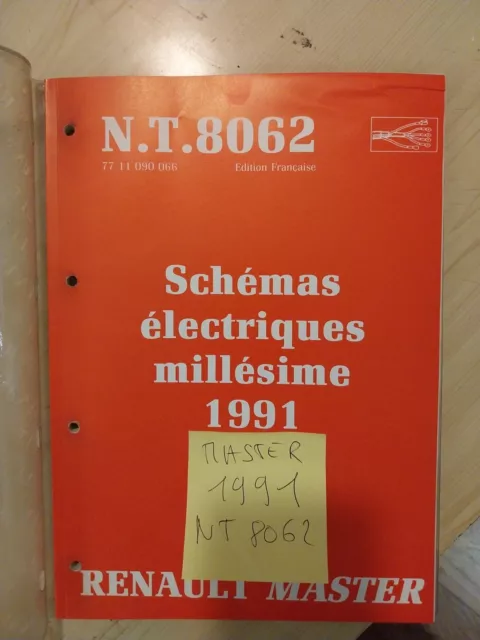 N.T.8062
77 11 090 066 Edition Française
Schémas
électriques
millésime
1991
MASTER
1991
NT 8062
RENAULT MASTER